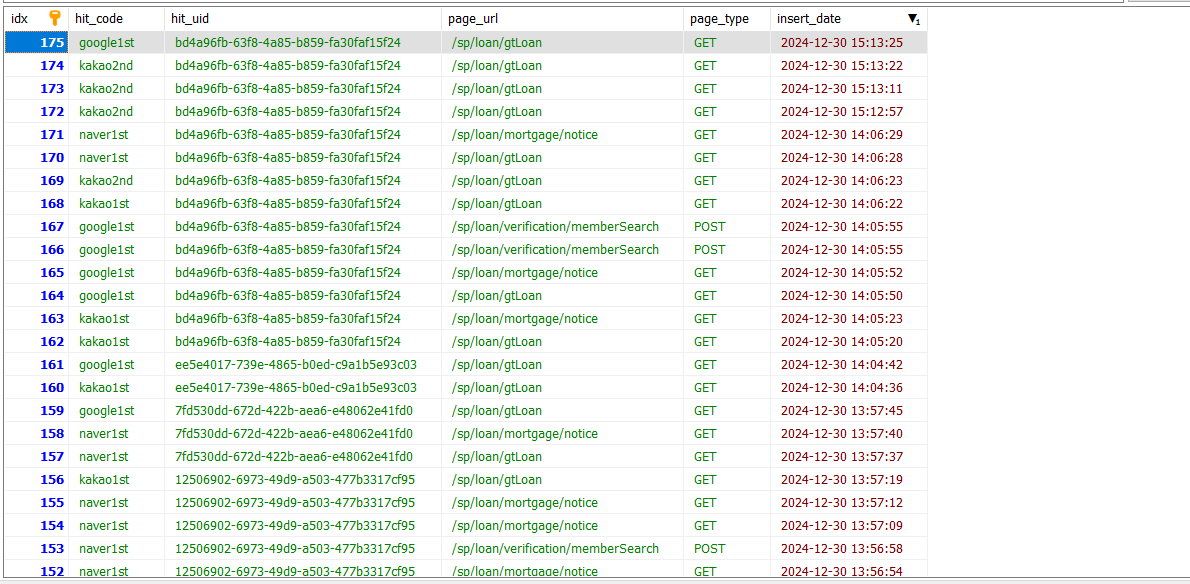 idx hit_code hit_uid page_url page_type insert_date 1
175 google1st bd4a96fb-63f8-4a85-b859-fa30faf15f24 /sp/loan/gtLoan GET 2024-12-30 15:13:25
174 kakao2nd bd4a96fb-63f8-4a85-b859-fa30faf15f24 /sp/loan/gtLoan GET 2024-12-30 15:13:22
173 kakao2nd bd4a96fb-63f8-4a85-b859-fa30faf15f24 /sp/loan/gtLoan GET 2024-12-30 15:13:11
172 kakao2nd bd4a96fb-63f8-4a85-b859-fa30faf15f24 /sp/loan/gtLoan GET 2024-12-30 15:12:57
171 naver1st bd4a96fb-63f8-4a85-b859-fa30faf15f24 /sp/loan/mortgage/notice GET 2024-12-30 14:06:29
170 naver1st bd4a96fb-63f8-4a85-b859-fa30faf15f24 /sp/loan/gtLoan GET 2024-12-30 14:06:28
169 kakao2nd bd4a96fb-63f8-4a85-b859-fa30faf15f24 /sp/loan/gtLoan GET 2024-12-30 14:06:23
168 kakao1st bd4a96fb-63f8-4a85-b859-fa30faf15f24 /sp/loan/gtLoan GET 2024-12-30 14:06:22
167 google1st bd4a96fb-63f8-4a85-b859-fa30faf15f24 /sp/loan/verification/memberSearch POST 2024-12-30 14:05:55
166 google1st bd4a96fb-63f8-4a85-b859-fa30faf15f24 /sp/loan/verification/memberSearch POST 2024-12-30 14:05:55
165 google1st bd4a96fb-63f8-4a85-b859-fa30faf15f24 /sp/loan/mortgage/notice GET 2024-12-30 14:05:52
164 google1st bd4a96fb-63f8-4a85-b859-fa30faf15f24 /sp/loan/gtLoan GET 2024-12-30 14:05:50
163 kakao1st bd4a96fb-63f8-4a85-b859-fa30faf15f24 /sp/loan/mortgage/notice GET 2024-12-30 14:05:23
162 kakao1st bd4a96fb-63f8-4a85-b859-fa30faf15f24 /sp/loan/gtLoan GET 2024-12-30 14:05:20
161 google1st ee5e4017-739e-4865-b0ed-c9a1b5e93c03 /sp/loan/gtLoan GET 2024-12-30 14:04:42
160 kakao1st ee5e4017-739e-4865-b0ed-c9a1b5e93c03 /sp/loan/gtLoan GET 2024-12-30 14:04:36
159 google1st 7fd530dd-672d-422b-aea6-e48062e41fd0 /sp/loan/gtLoan GET 2024-12-30 13:57:45
158 naver1st 7fd530dd-672d-422b-aea6-e48062e41fd0 /sp/loan/mortgage/notice GET 2024-12-30 13:57:40
157 naver1st 7fd530dd-672d-422b-aea6-e48062e41fd0 /sp/loan/gtLoan GET 2024-12-30 13:57:37
156 kakao1st 12506902-6973-49d9-a503-477b3317cf95 /sp/loan/gtLoan GET 2024-12-30 13:57:19
155 naver1st 12506902-6973-49d9-a503-477b3317cf95 /sp/loan/mortgage/notice GET 2024-12-30 13:57:12
154 naver1st 12506902-6973-49d9-a503-477b3317cf95 /sp/loan/mortgage/notice GET 2024-12-30 13:57:09
153 naver1st 12506902-6973-49d9-a503-477b3317cf95 /sp/loan/verification/memberSearch POST 2024-12-30 13:56:58
152 naver1st 12506902-6973-49d9-a503-477b3317cf95 /sp/loan/mortgage/notice GET 2024-12-30 13:56:54